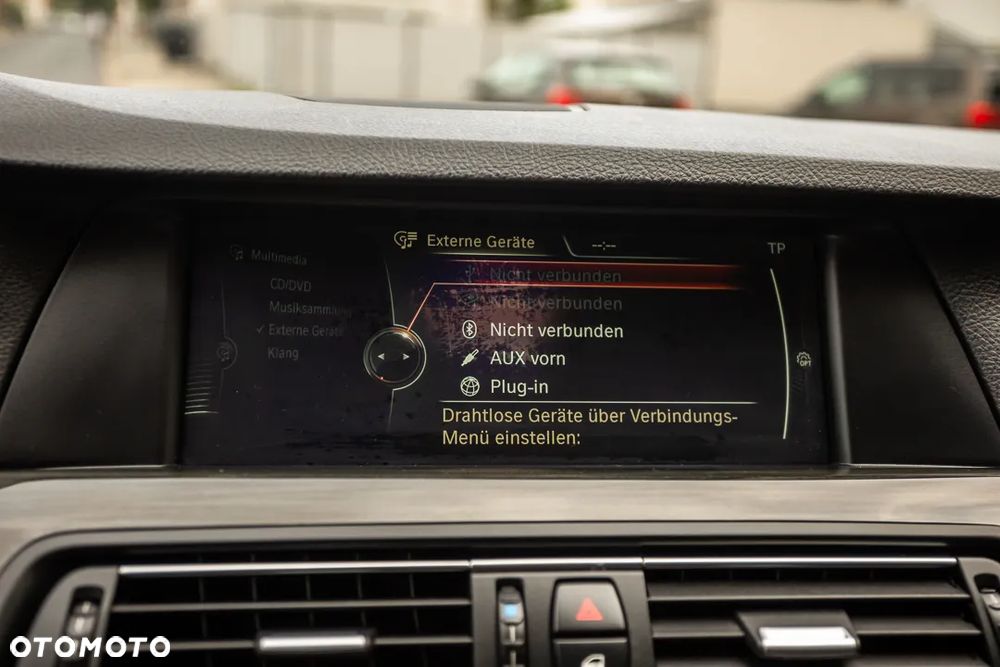 Externe Geräte
--:--
TP
Multimedia
CD/DVD
Musiksammlung
✓ Externe Geräte
Klang
Nicht verbunden
Nicht verbunden
Nicht verbunden
AUX vorn
Plug-in
OPT
Drahtlose Geräte über Verbindungs-
Menü einstellen:
OTOMOTO